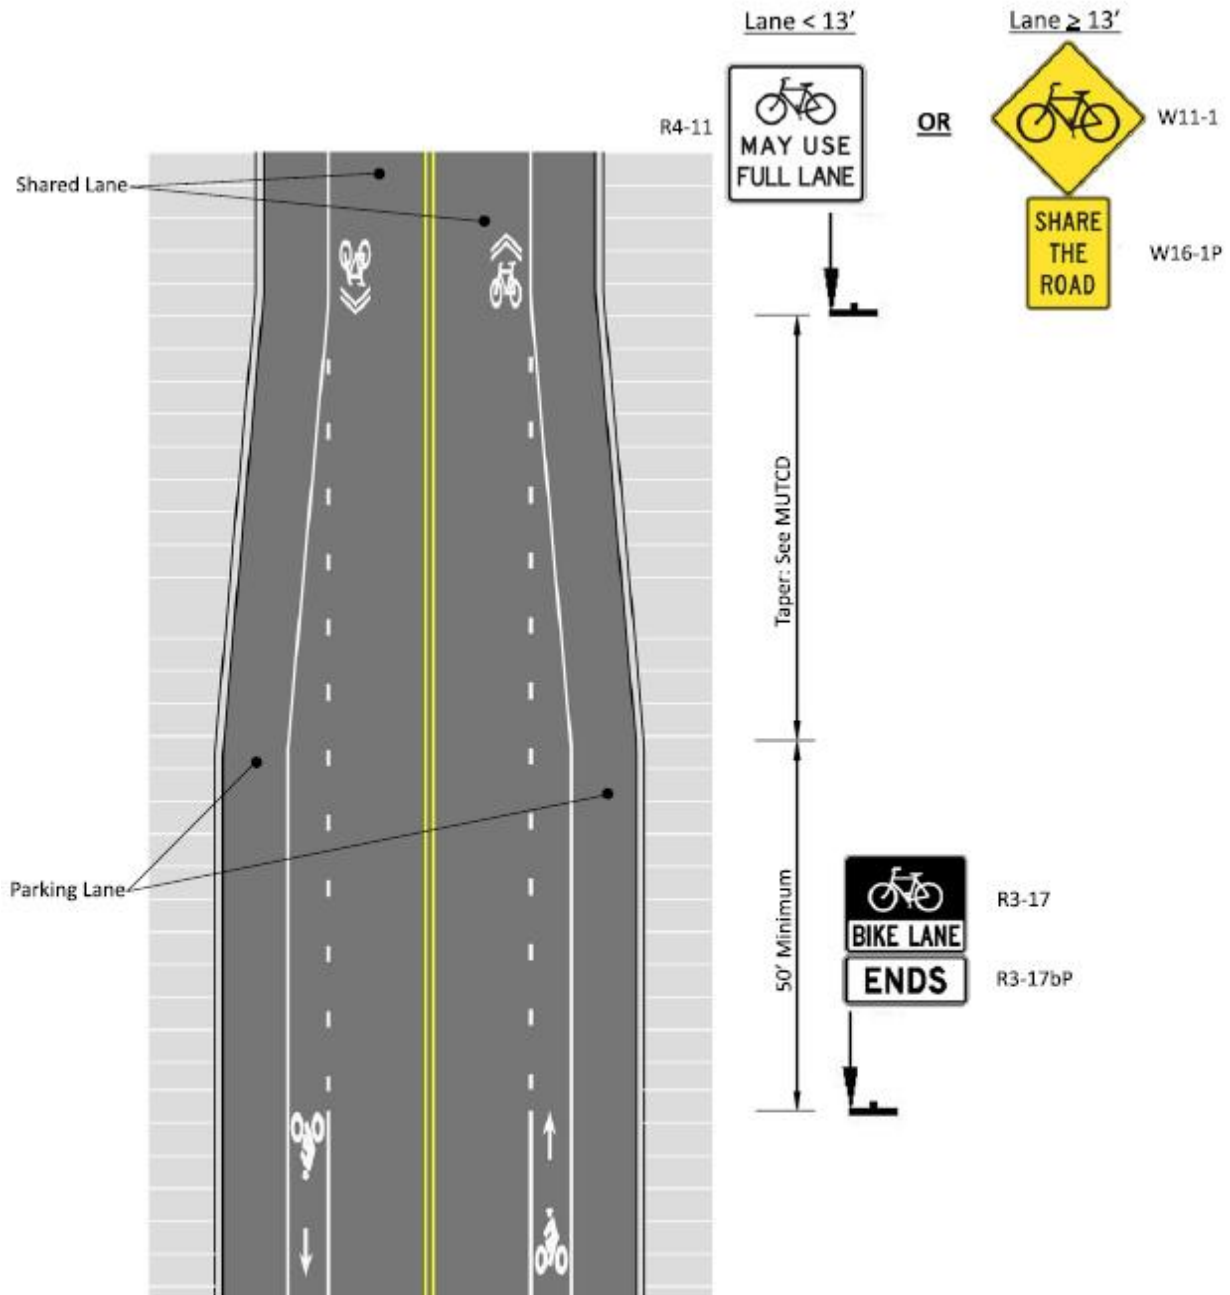 Lane < 13’
Lane ≥ 13’
R4-11
MAY USE
FULL LANE
OR
W11-1
SHARE
THE
ROAD
W16-1P
Shared Lane
Taper: See MUTCD
Parking Lane
50’ Minimum
BIKE LANE
R3-17
ENDS
R3-17bP